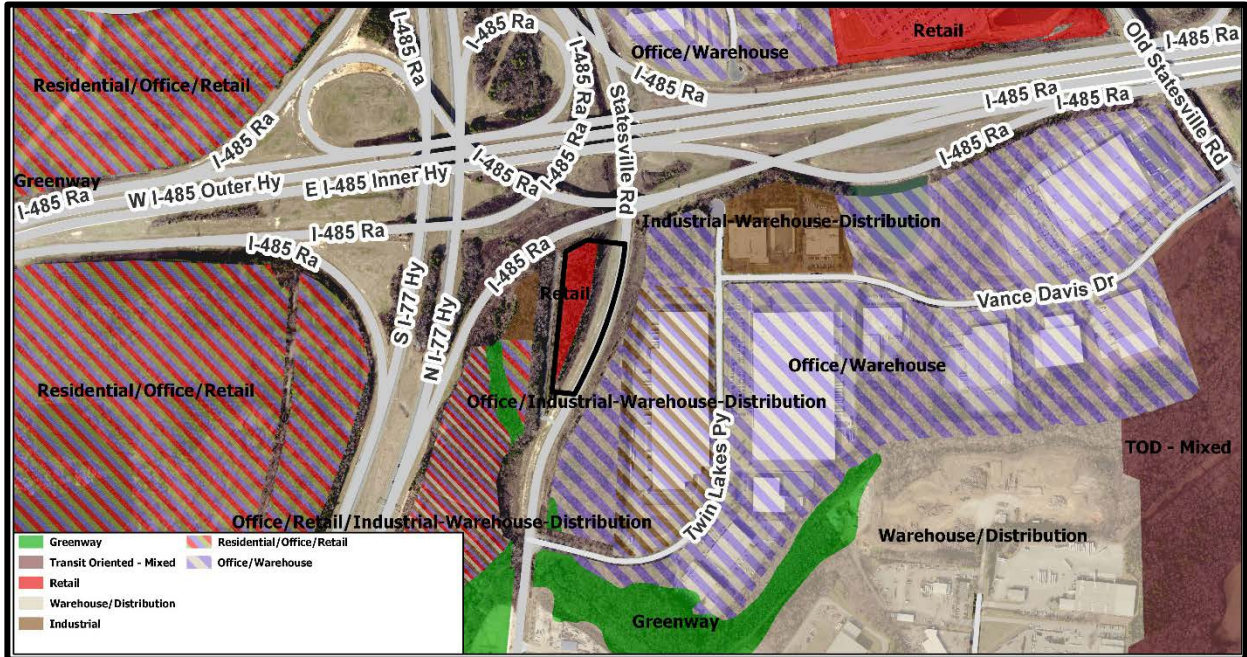 I-485 Ra
I-485 Ra
I-485 Ra
Retail
Old Statesville Rd
I-485 Ra
Office/Warehouse
Residential/Office/Retail
I-485 Ra
Statesville Rd
I-485 Ra
I-485 Ra
I-485 Ra
I-485 Ra
I-485 Ra
I-485 Ra
I-485 Ra
Greenway
I-485 Ra
W I-485 Outer Hy
E I-485 Inner Hy
I-485 Ra
I-485 Ra
I-485 Ra
Industrial-Warehouse-Distribution
Retail
S I-77 Hy
N I-77 Hy
Vance Davis Dr
Residential/Office/Retail
Office/Warehouse
Office/Industrial-Warehouse-Distribution
Twin Lakes Py
TOD - Mixed
Office/Retail/Industrial-Warehouse-Distribution
Warehouse/Distribution
Greenway
Greenway
Transit Oriented - Mixed
Retail
Warehouse/Distribution
Industrial
Residential/Office/Retail
Office/Warehouse